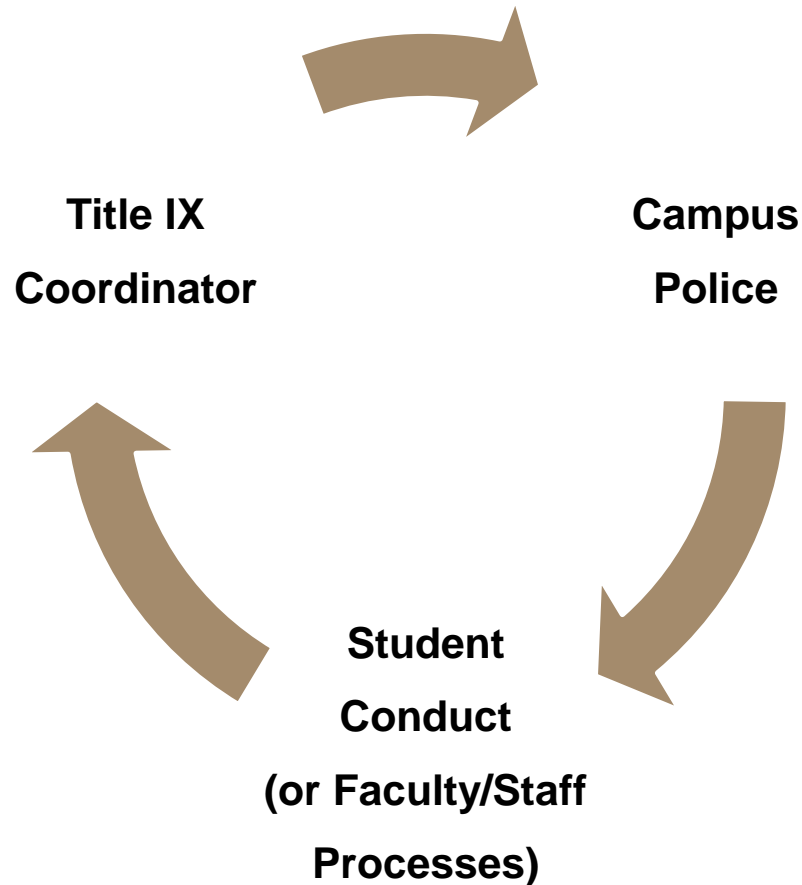 Title IX
Coordinator
Campus
Police
Student
Conduct
(or Faculty/Staff
Processes)